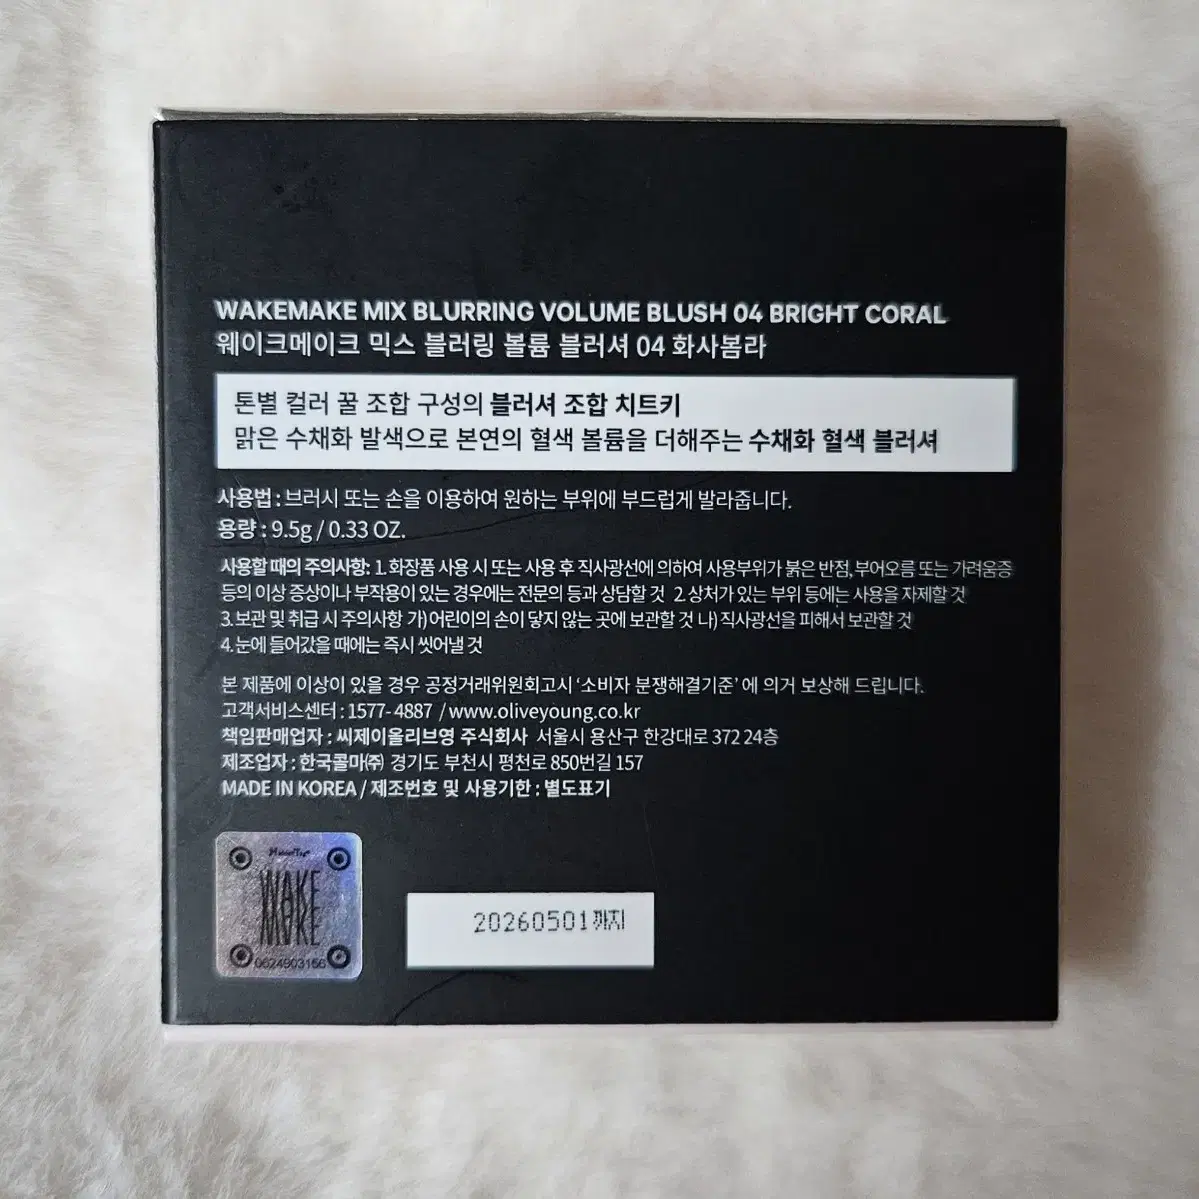 WAKEMAKE MIX BLURRING VOLUME BLUSH 04 BRIGHT CORAL
웨이크메이크 믹스 블러링 볼륨 블러셔 04 화사봄라
톤별 컬러 꿀 조합 구성의 블러셔 조합 치트키
맑은 수채화 발색으로 본연의 혈색 볼륨을 더해주는 수채화 혈색 블러셔
사용법 : 브러시 또는 손을 이용하여 원하는 부위에 부드럽게 발라줍니다.
용량 : 9.5g / 0.33 OZ.
사용할 때의 주의사항: 1. 화장품 사용 시 또는 사용 후 직사광선에 의하여 사용부위가 붉은 반점, 부어오름 또는 가려움증
등의 이상 증상이나 부작용이 있는 경우에는 전문의 등과 상담할 것 2. 상처가 있는 부위 등에는 사용을 자제할 것
3. 보관 및 취급 시 주의사항 가) 어린이의 손이 닿지 않는 곳에 보관할 것 나) 직사광선을 피해서 보관할 것
4. 눈에 들어갔을 때에는 즉시 씻어낼 것
본 제품에 이상이 있을 경우 공정거래위원회고시 ‘소비자 분쟁해결기준’ 에 의거 보상해 드립니다.
고객서비스센터 : 1577- 4887 / www.oliveyoung.co.kr
책임판매업자 : 씨제이올리브영 주식회사 서울시 용산구 한강대로 372 24층
제조업자 : 한국콜마㈜ 경기도 부천시 평천로 850번길 157
MADE IN KOREA / 제조번호 및 사용기한 : 별도표기
WAKE
MAKE
20260501까지